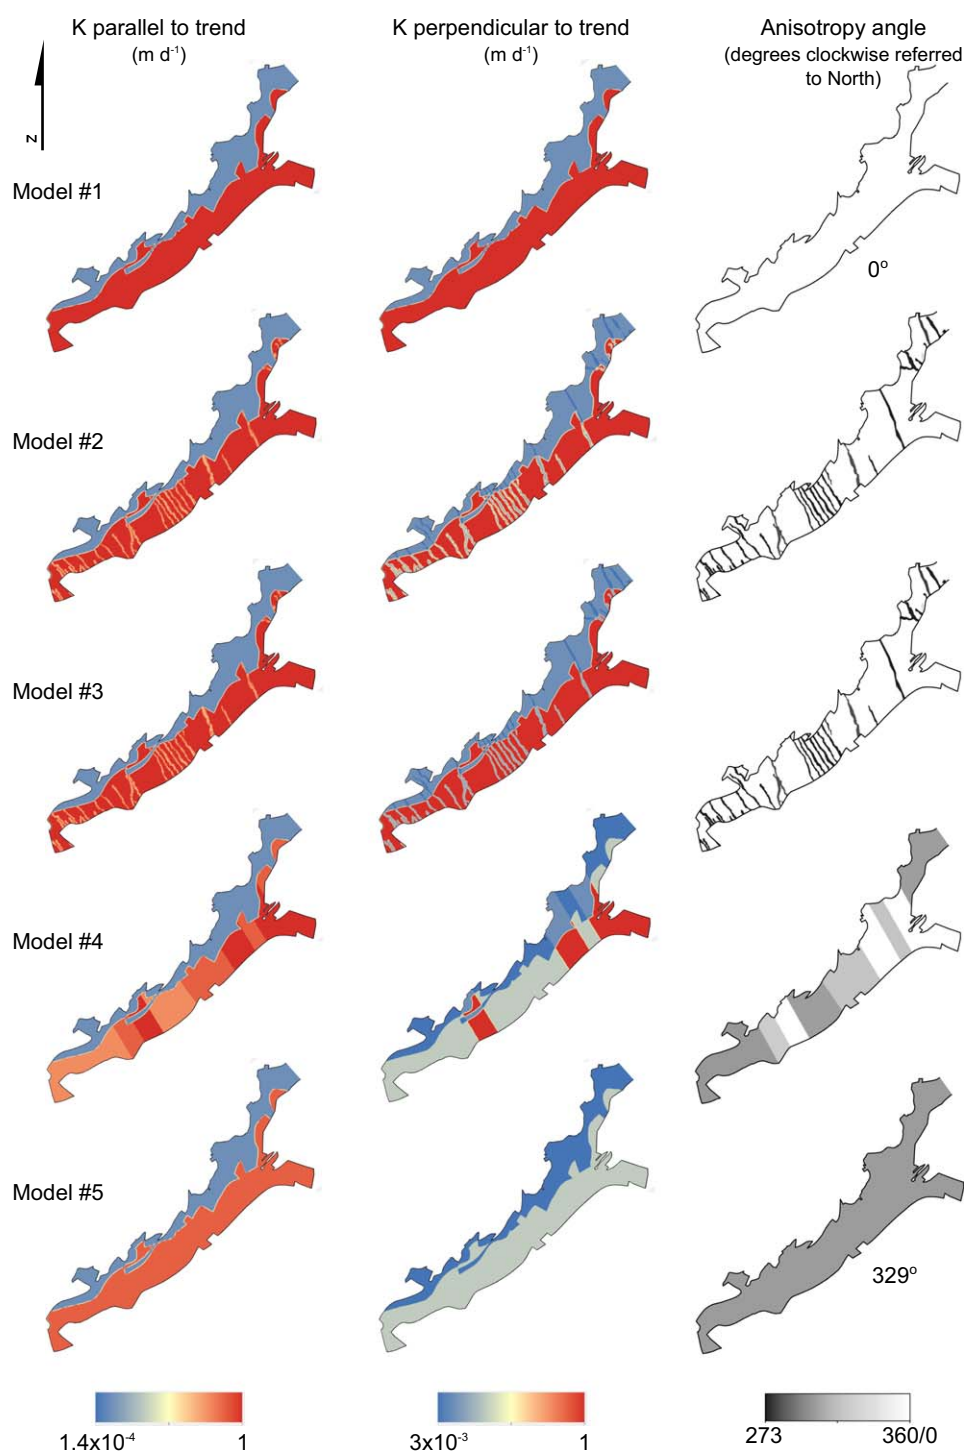 K parallel to trend
(m d⁻¹)
K perpendicular to trend
(m d⁻¹)
Anisotropy angle
(degrees clockwise referred
to North)
N
Model #1
0°
Model #2
Model #3
Model #4
Model #5
329°
1.4x10⁻⁴ 1
3x10⁻³ 1
273 360/0